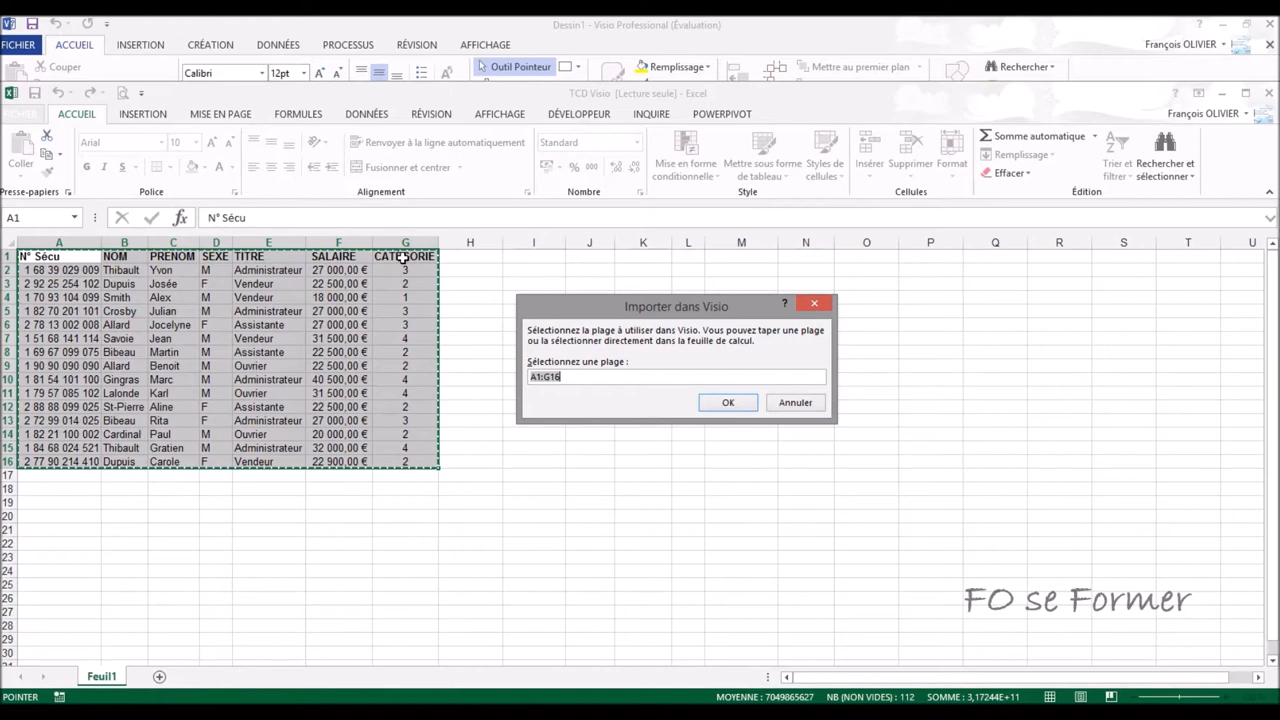 Dessin1 - Visio Professional (Évaluation)
FICHIER ACCUEIL INSERTION CRÉATION DONNÉES PROCESSUS RÉVISION AFFICHAGE François OLIVIER
Couper Calibri 12pt Outil Pointeur Remplissage Mettre au premier plan Rechercher
TCD Visio [Lecture seule] - Excel
FICHIER ACCUEIL INSERTION MISE EN PAGE FORMULES DONNÉES RÉVISION AFFICHAGE DÉVELOPPEUR INQUIRE POWERPIVOT François OLIVIER
Coller
Arial 10
G I S
Renvoyer à la ligne automatiquement
Fusionner et centrer
Standard
% 000
Mise en forme conditionnelle
Mettre sous forme de tableau
Styles de cellules
Insérer Supprimer Format
Somme automatique
Remplissage
Effacer
Trier et filtrer
Rechercher et sélectionner
Presse-papiers Police Alignement Nombre Style Cellules Édition
A1 fx N° Sécu
A B C D E F G H I J K L M N O P Q R S T U
1 N° Sécu NOM PRENOM SEXE TITRE SALAIRE CATEGORIE
2 1 68 39 029 009 Thibault Yvon M Administrateur 27 000,00 € 3
3 2 92 25 254 102 Dupuis Josée F Vendeur 22 500,00 € 2
4 1 70 93 104 099 Smith Alex M Vendeur 18 000,00 € 1
5 1 82 70 201 101 Crosby Julian M Administrateur 27 000,00 € 3
6 2 78 13 002 008 Allard Jocelyne F Assistante 27 000,00 € 3
7 1 51 68 141 114 Savoie Jean M Vendeur 31 500,00 € 4
8 1 69 67 099 075 Bibeau Martin M Assistante 22 500,00 € 2
9 1 90 90 090 090 Allard Benoit M Ouvrier 22 500,00 € 2
10 1 81 54 101 100 Gingras Marc M Administrateur 40 500,00 € 4
11 1 79 57 085 102 Lalonde Karl M Ouvrier 31 500,00 € 4
12 2 88 88 099 025 St-Pierre Aline F Assistante 22 500,00 € 2
13 2 72 99 014 025 Bibeau Rita F Administrateur 27 000,00 € 3
14 1 82 21 100 002 Cardinal Paul M Ouvrier 20 000,00 € 2
15 1 84 68 024 521 Thibault Gratien M Administrateur 32 000,00 € 4
16 2 77 90 214 410 Dupuis Carole F Vendeur 22 900,00 € 2
17
18
19
20
21
22
23
24
25
26
27
28
29
30
Importer dans Visio
Sélectionnez la plage à utiliser dans Visio. Vous pouvez taper une plage
ou la sélectionner directement dans la feuille de calcul.
Sélectionnez une plage :
A1:G16
OK Annuler
FO se Former
Feuil1
POINTER MOYENNE : 7049865627 NB (NON VIDES) : 112 SOMME : 3,17244E+11